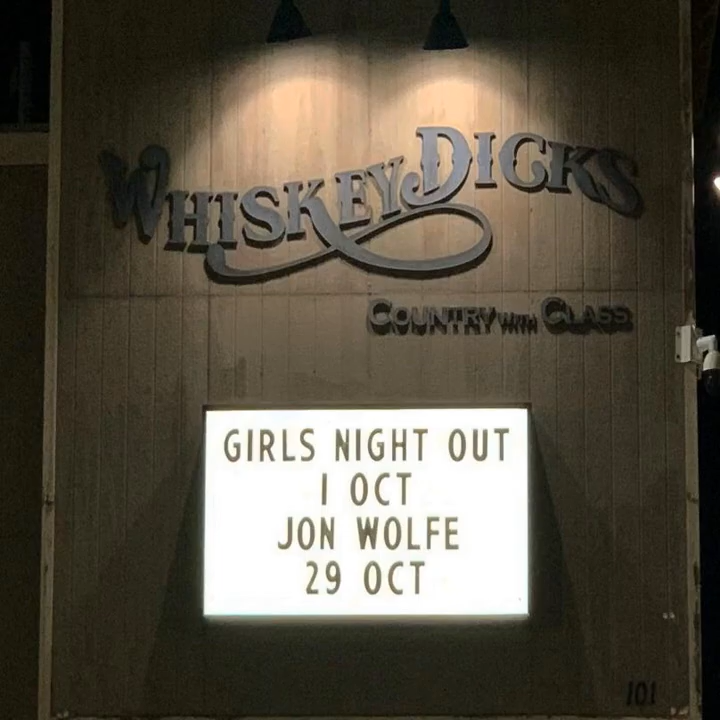 WHISKEY DICKS
COUNTRY WITH CLASS
GIRLS NIGHT OUT
1 OCT
JON WOLFE
29 OCT
101